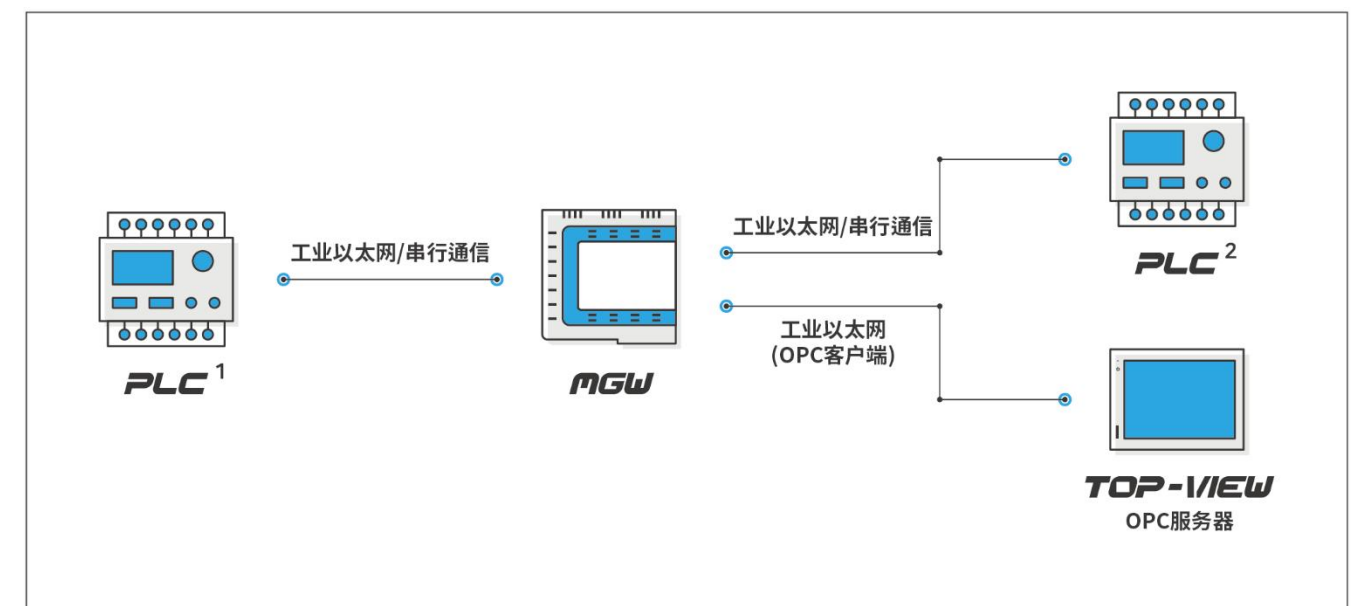 工业以太网/串行通信
PLC 1
MGW
工业以太网/串行通信
PLC 2
工业以太网
(OPC客户端)
TOP-VIEW
OPC服务器